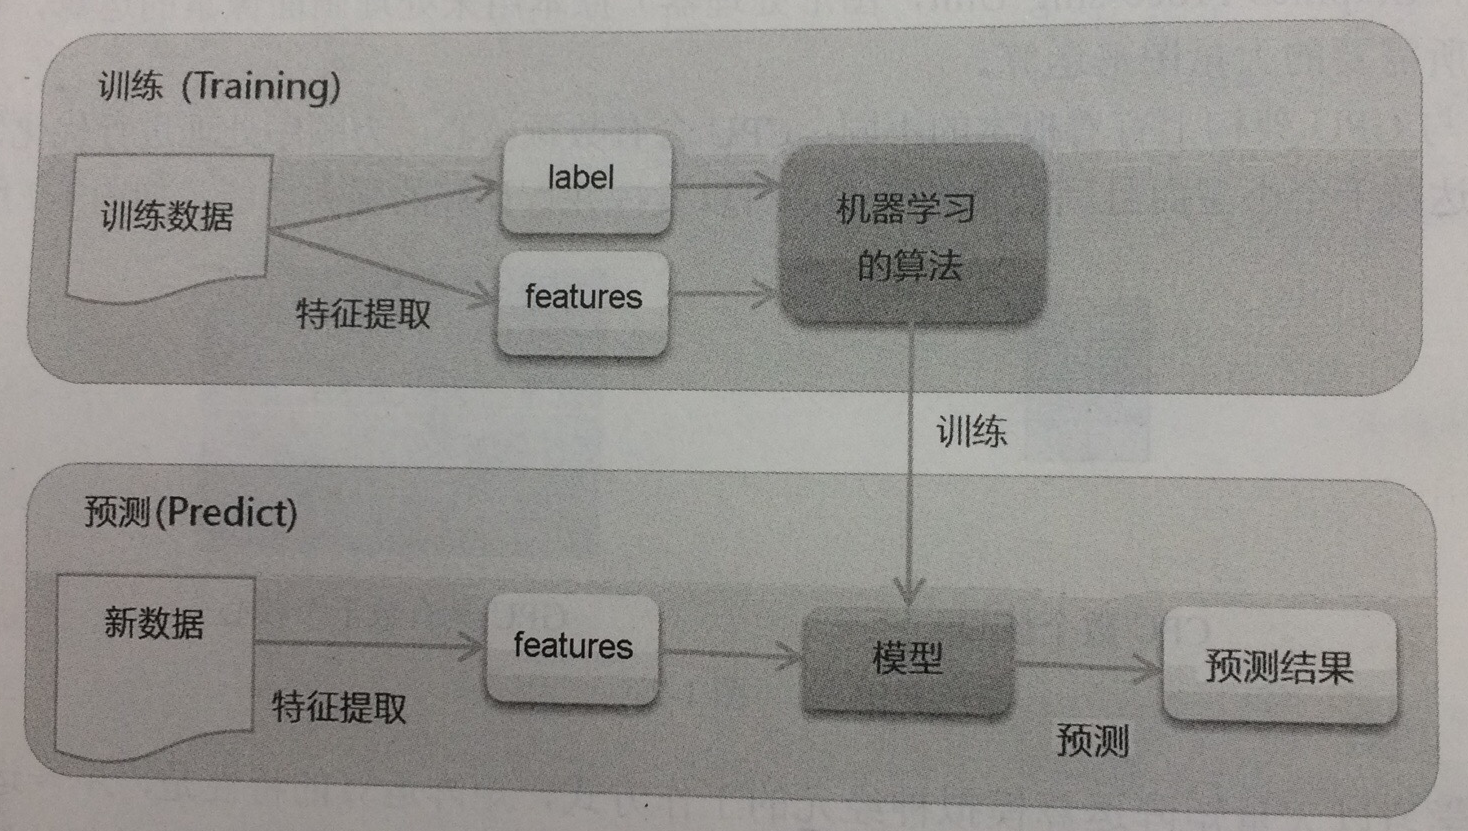 训练 (Training)
训练数据
label
features
特征提取
机器学习
的算法
训练
预测(Predict)
新数据
features
特征提取
模型
预测
预测结果